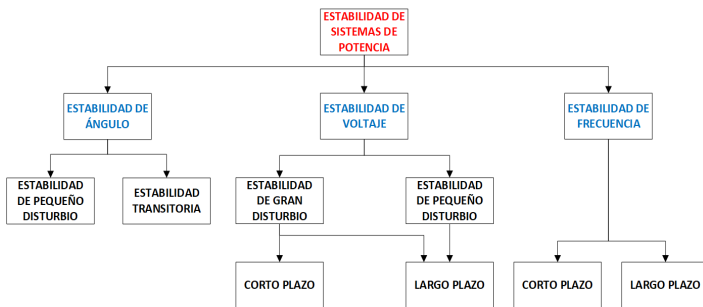 ESTABILIDAD DE
SISTEMAS DE
POTENCIA
ESTABILIDAD DE
ÁNGULO
ESTABILIDAD DE
VOLTAJE
ESTABILIDAD DE
FRECUENCIA
ESTABILIDAD
DE PEQUEÑO
DISTURBIO
ESTABILIDAD
TRANSITORIA
ESTABILIDAD
DE GRAN
DISTURBIO
ESTABILIDAD
DE PEQUEÑO
DISTURBIO
CORTO PLAZO
LARGO PLAZO
CORTO PLAZO
LARGO PLAZO